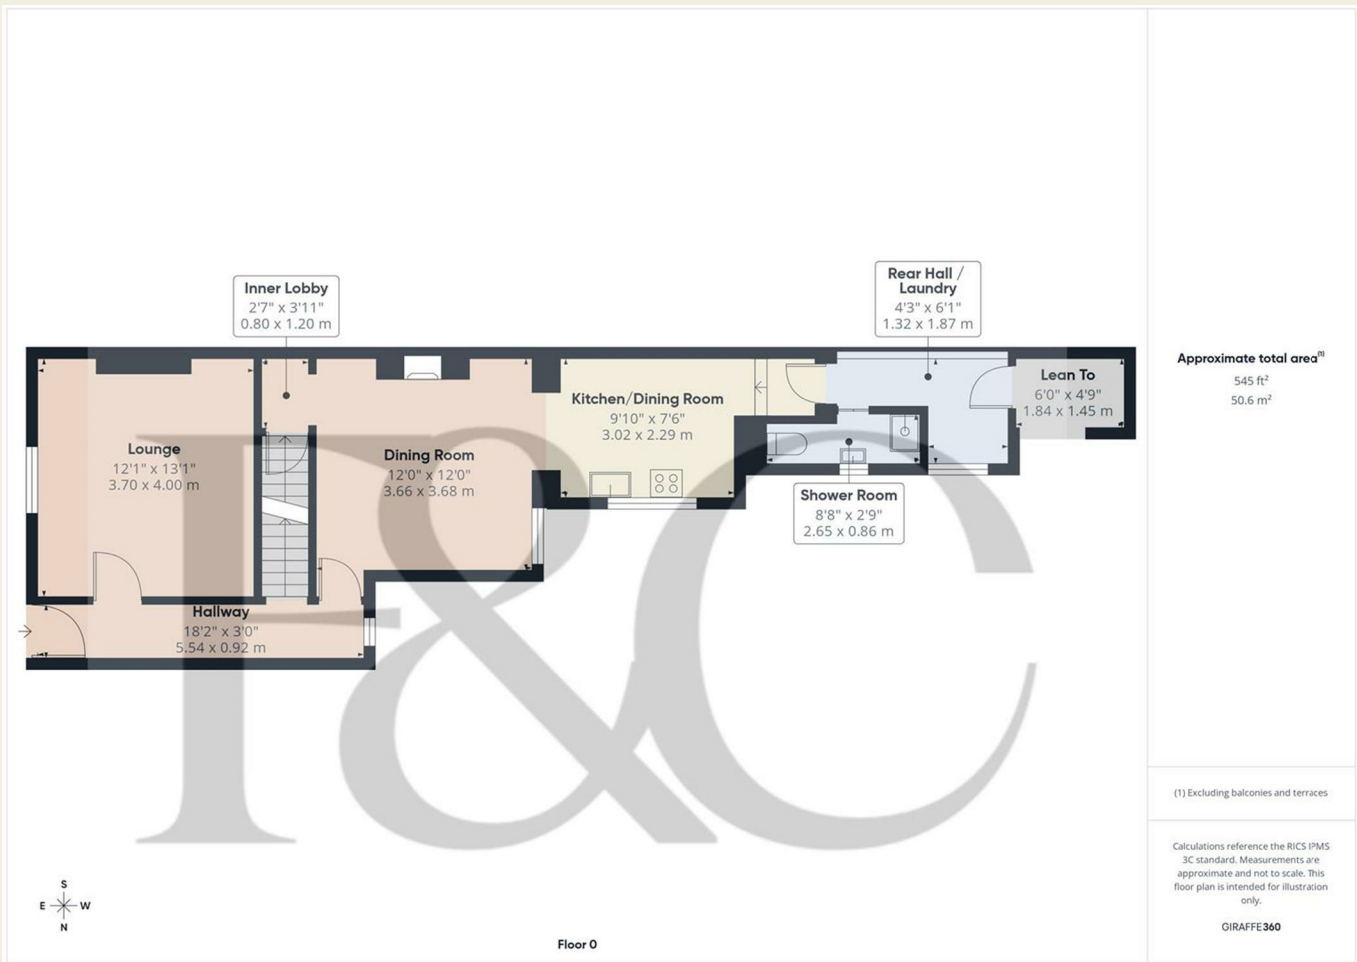 Inner Lobby
2'7" x 3'11"
0.80 x 1.20 m
Rear Hall /
Laundry
4'3" x 6'1"
1.32 x 1.87 m
Lounge
12'1" x 13'1"
3.70 x 4.00 m
Dining Room
12'0" x 12'0"
3.66 x 3.68 m
Kitchen/Dining Room
9'10" x 7'6"
3.02 x 2.29 m
Lean To
6'0" x 4'9"
1.84 x 1.45 m
Shower Room
8'8" x 2'9"
2.65 x 0.86 m
Hallway
18'2" x 3'0"
5.54 x 0.92 m
F&C
S
E W
N
Floor 0
Approximate total area(1)
545 ft²
50.6 m²
(1) Excluding balconies and terraces
Calculations reference the RICS IPMS
3C standard. Measurements are
approximate and not to scale. This
floor plan is intended for illustration
only.
GIRAFFE360